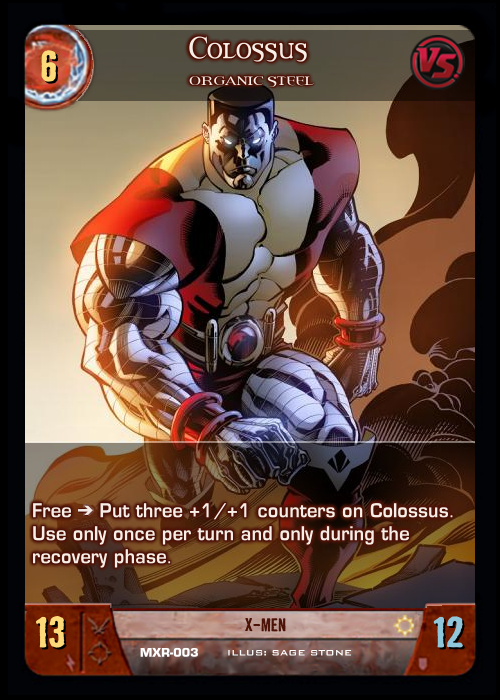 6
Colossus
ORGANIC STEEL
VS
Free ➔ Put three +1/+1 counters on Colossus.
Use only once per turn and only during the
recovery phase.
13
X-MEN
12
MXR-003 ILLUS: SAGE STONE